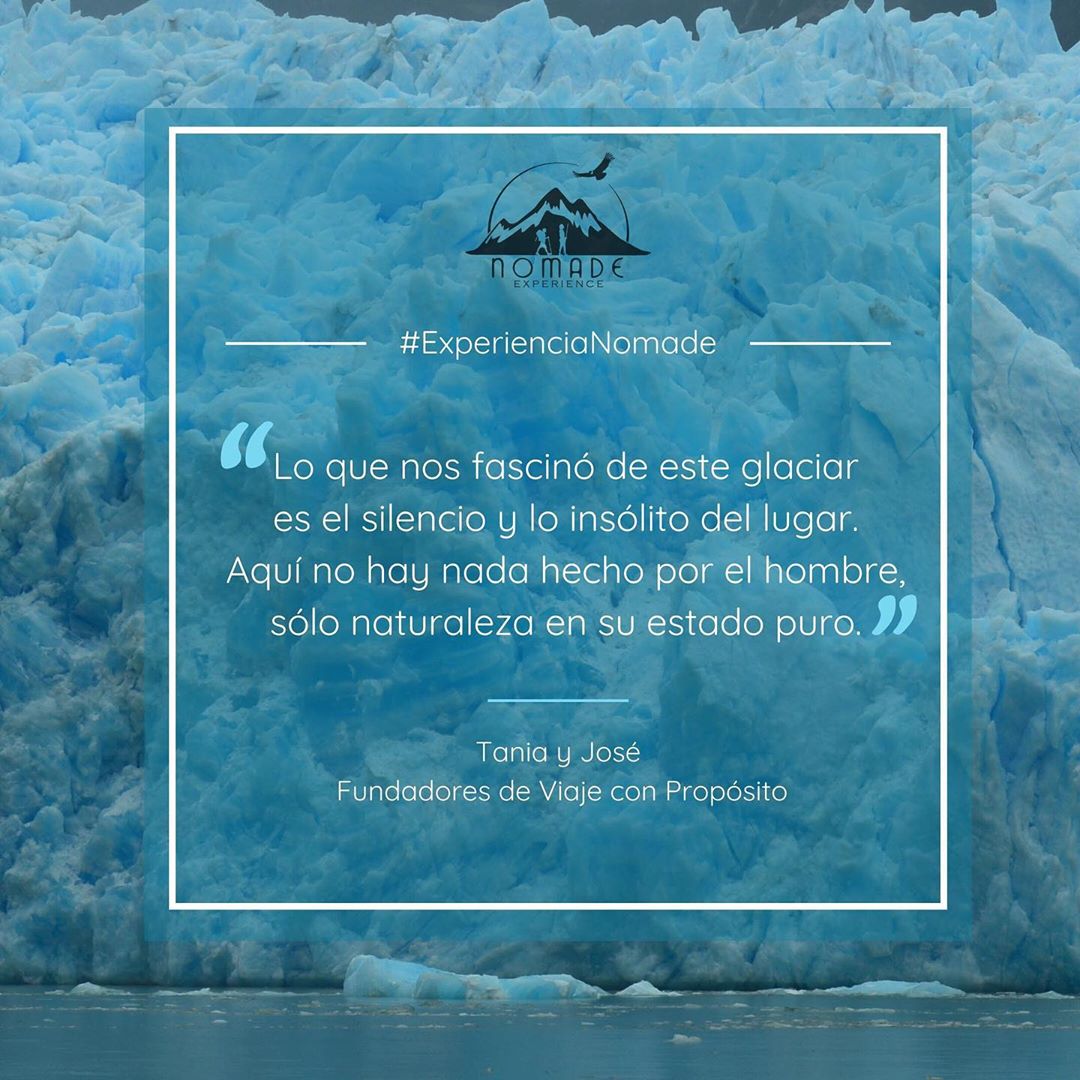 NOMADE
EXPERIENCE
#ExperienciaNomade
“Lo que nos fascinó de este glaciar
es el silencio y lo insólito del lugar.
Aquí no hay nada hecho por el hombre,
sólo naturaleza en su estado puro.”
Tania y José
Fundadores de Viaje con Propósito